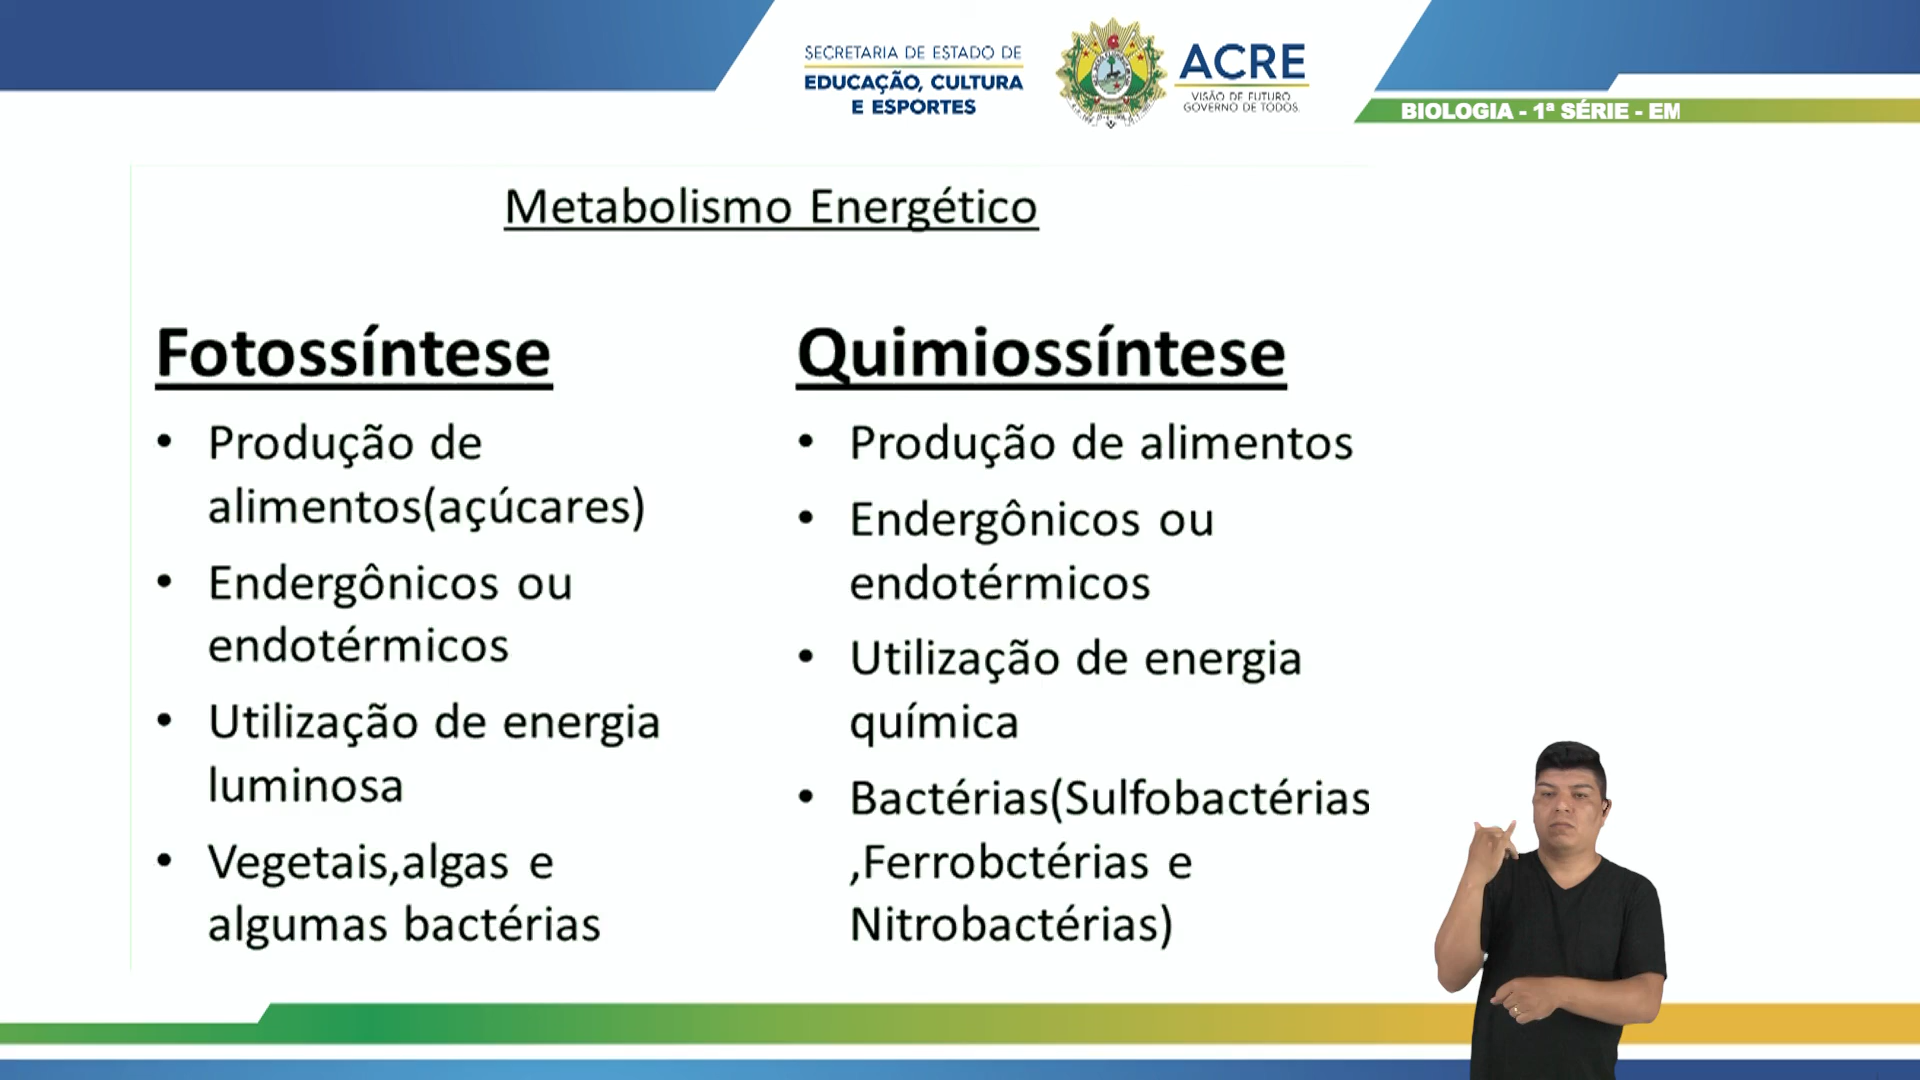 SECRETARIA DE ESTADO DE
EDUCAÇÃO, CULTURA
E ESPORTES
ACRE
VISÃO DE FUTURO
GOVERNO DE TODOS.
BIOLOGIA - 1ª SÉRIE - EM
Metabolismo Energético
Fotossíntese
• Produção de
alimentos(açúcares)
• Endergônicos ou
endotérmicos
• Utilização de energia
luminosa
• Vegetais,algas e
algumas bactérias
Quimiossíntese
• Produção de alimentos
• Endergônicos ou
endotérmicos
• Utilização de energia
química
• Bactérias(Sulfobactérias
,Ferrobctérias e
Nitrobactérias)